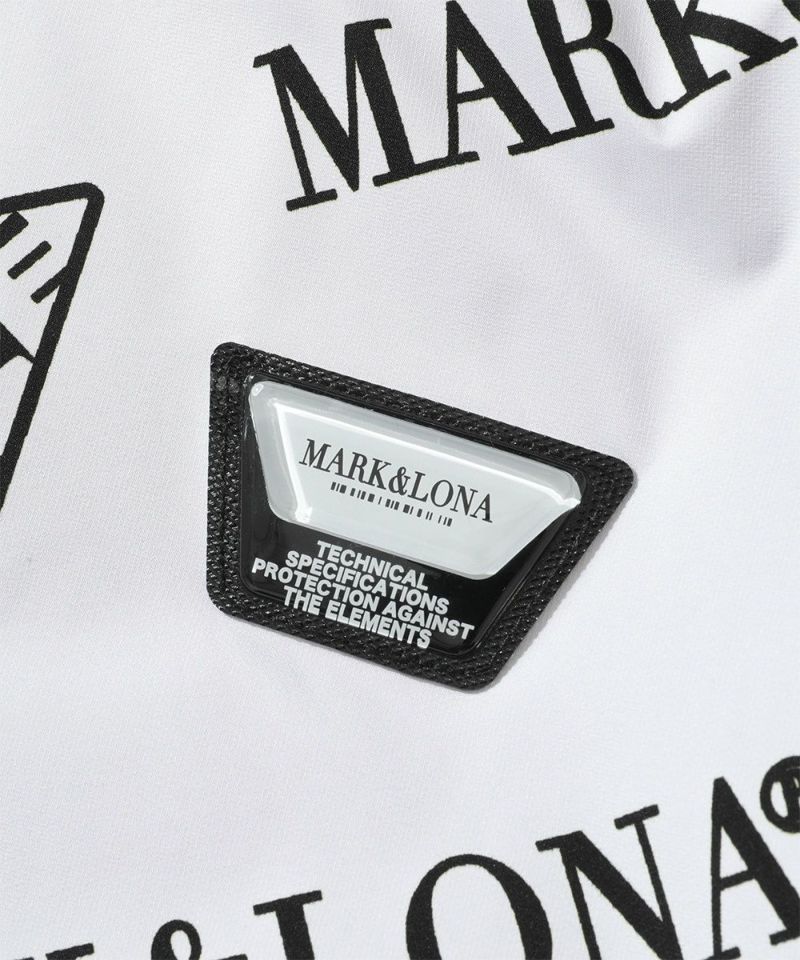 MARK
MARK&LONA
TECHNICAL
SPECIFICATIONS
PROTECTION AGAINST
THE ELEMENTS
K&LONA®